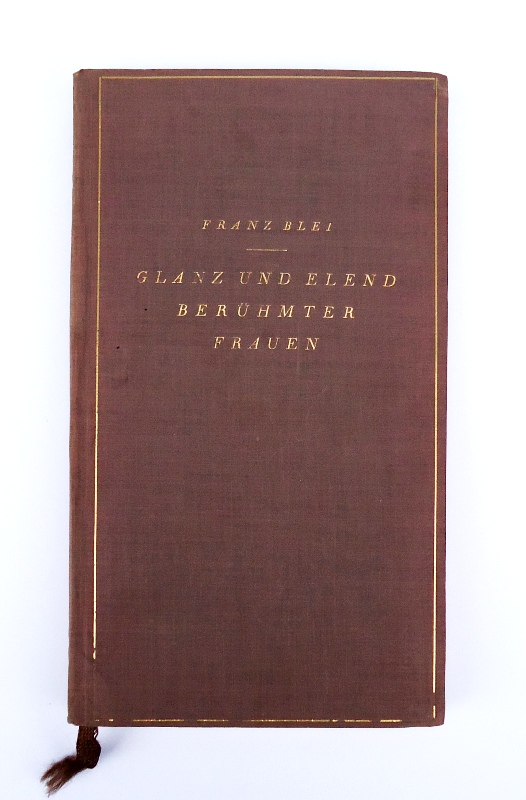 FRANZ BLEI
GLANZ UND ELEND
BERÜHMTER
FRAUEN